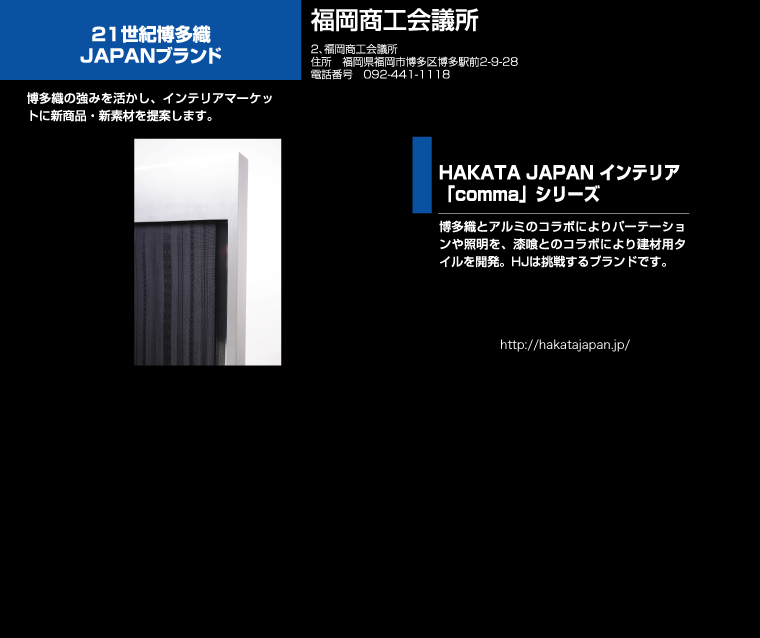 21世紀博多織
JAPANブランド
福岡商工会議所
2、福岡商工会議所
住所　福岡県福岡市博多区博多駅前2-9-28
電話番号　092-441-1118
博多織の強みを活かし、インテリアマーケッ
トに新商品・新素材を提案します。
HAKATA JAPAN インテリア
「comma」シリーズ
博多織とアルミのコラボによりパーテーショ
ンや照明を、漆喰とのコラボにより建材用タ
イルを開発。HJは挑戦するブランドです。
http://hakatajapan.jp/